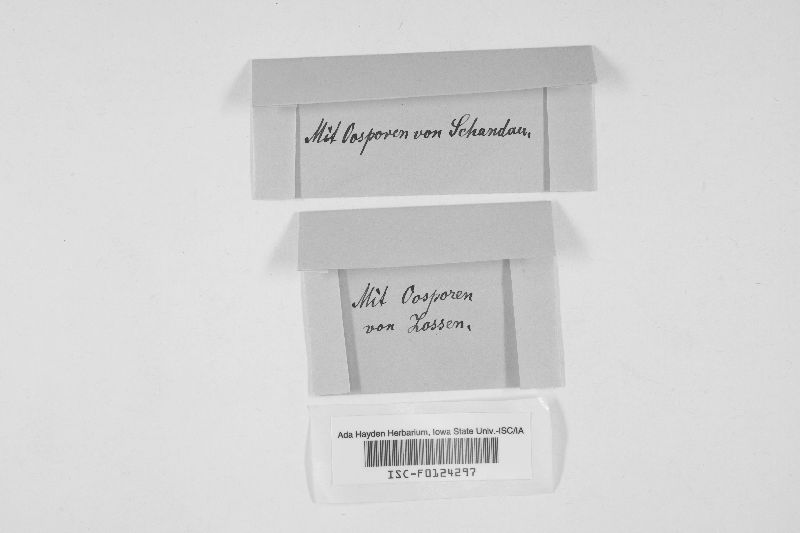 Mit Oosporen von Schandau.
Mit Oosporen
von Zossen.
Ada Hayden Herbarium, Iowa State Univ.-ISC/IA
ISC-F0124297